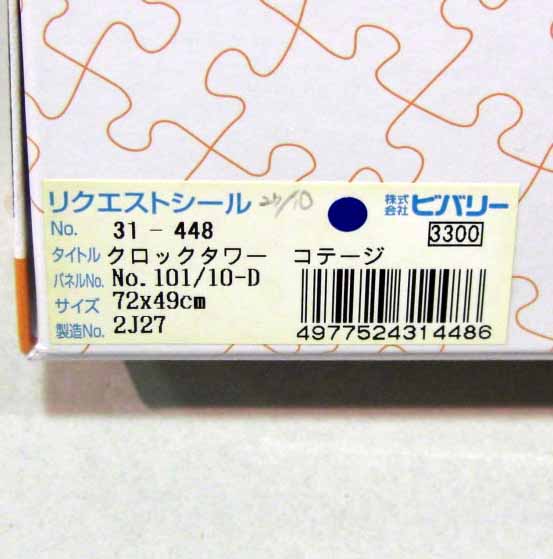 リクエストシール 株式会社 ビバリー
No. 31-448 3300
タイトル クロックタワー コテージ
パネルNo. No.101/10-D
サイズ 72x49cm
製造No. 2J27
4977524314486